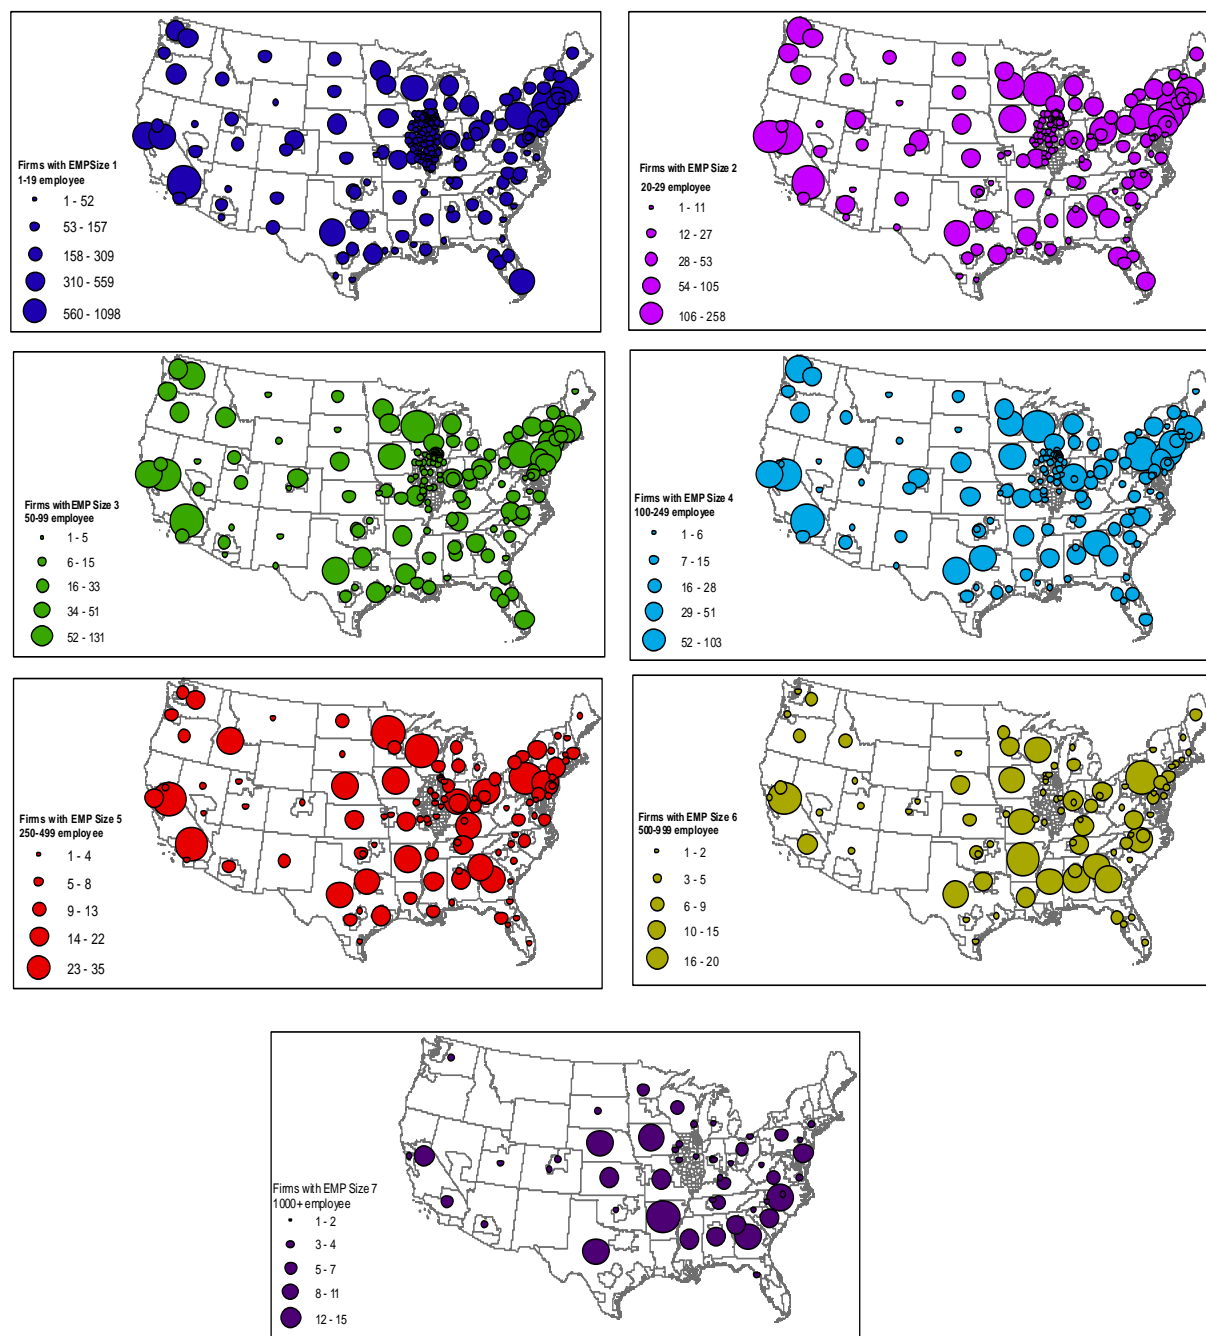 Firms with EMPSize 1
1-19 employee
1 - 52
53 - 157
158 - 309
310 - 559
560 - 1098
Firms with EMP Size 2
20-29 employee
1 - 11
12 - 27
28 - 53
54 - 105
106 - 258
Firms with EMP Size 3
50-99 employee
1 - 5
6 - 15
16 - 33
34 - 51
52 - 131
Firms with EMP Size 4
100-249 employee
1 - 6
7 - 15
16 - 28
29 - 51
52 - 103
Firms with EMP Size 5
250-499 employee
1 - 4
5 - 8
9 - 13
14 - 22
23 - 35
Firms with EMP Size 6
500-999 employee
1 - 2
3 - 5
6 - 9
10 - 15
16 - 20
Firms with EMP Size 7
1000+ employee
1 - 2
3 - 4
5 - 7
8 - 11
12 - 15